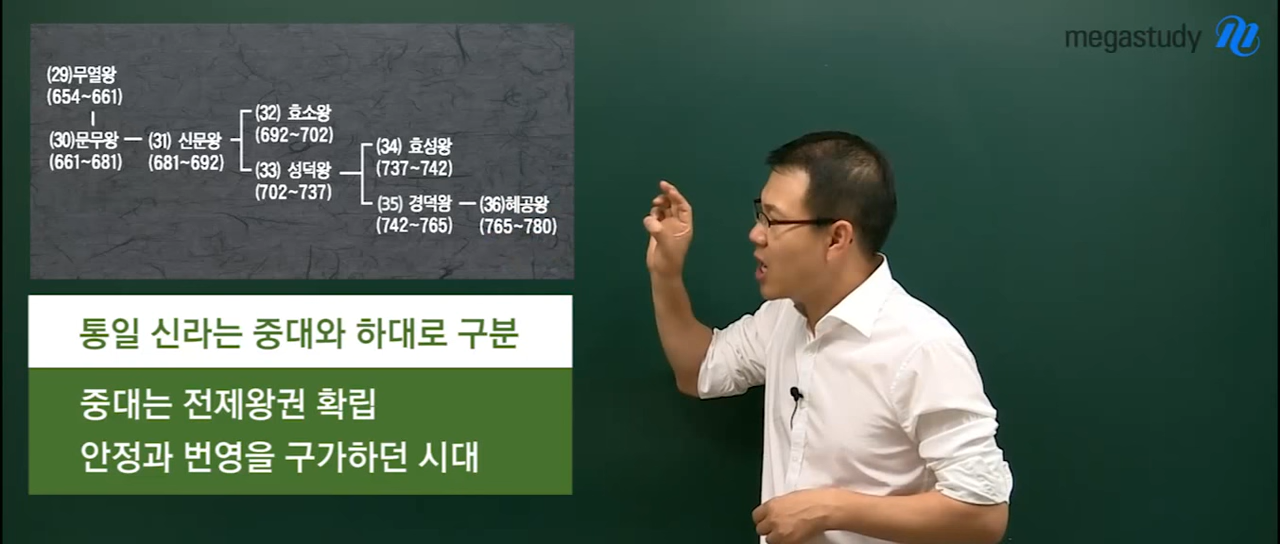 megastudy
(29)무열왕
(654~661)
(30)문무왕
(661~681)
(31) 신문왕
(681~692)
(32) 효소왕
(692~702)
(33) 성덕왕
(702~737)
(34) 효성왕
(737~742)
(35) 경덕왕
(742~765)
(36)혜공왕
(765~780)
통일 신라는 중대와 하대로 구분
중대는 전제왕권 확립
안정과 번영을 구가하던 시대